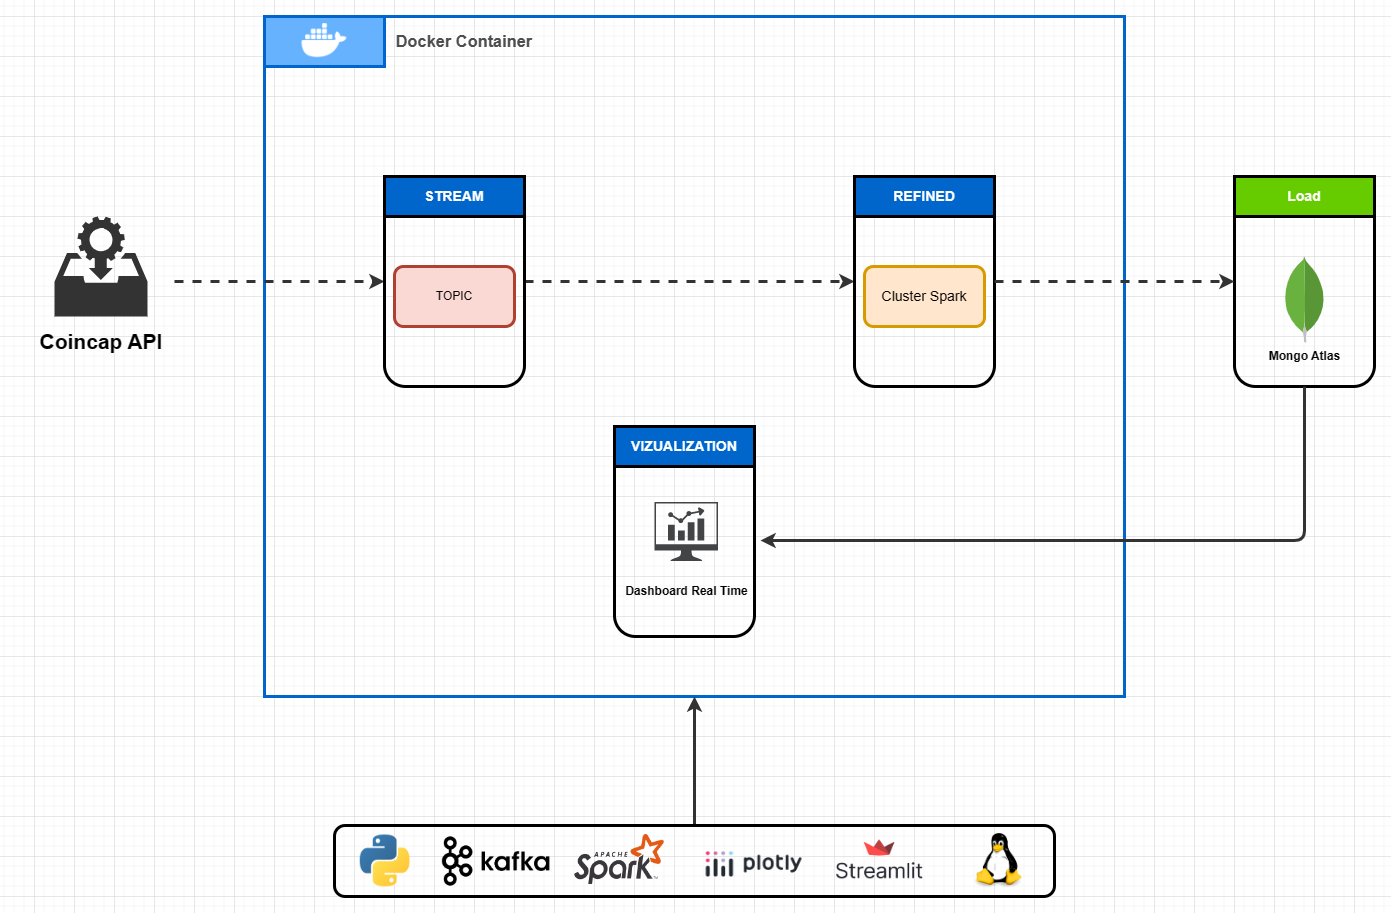 Docker Container
STREAM
REFINED
Load
TOPIC
Cluster Spark
Coincap API
Mongo Atlas
VIZUALIZATION
Dashboard Real Time
kafka
APACHE
Spark
plotly
Streamlit